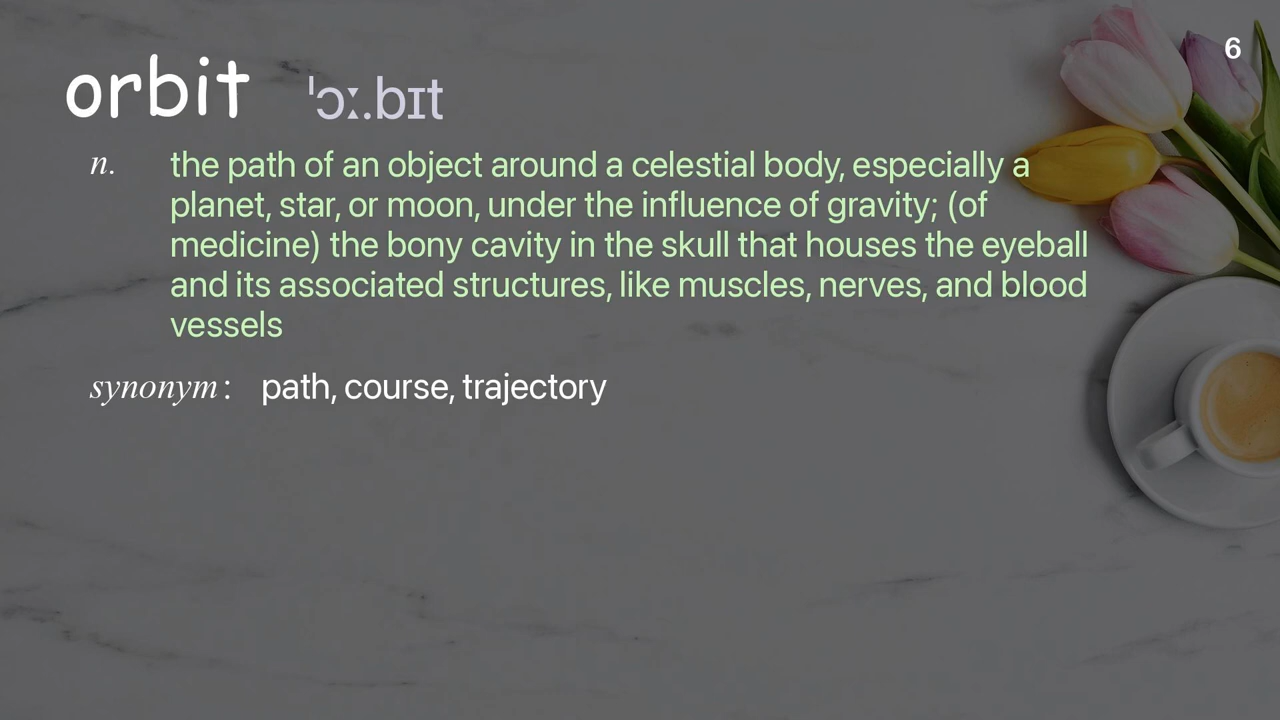 6
orbit ˈɔː.bɪt
n. the path of an object around a celestial body, especially a
planet, star, or moon, under the influence of gravity; (of
medicine) the bony cavity in the skull that houses the eyeball
and its associated structures, like muscles, nerves, and blood
vessels
synonym: path, course, trajectory